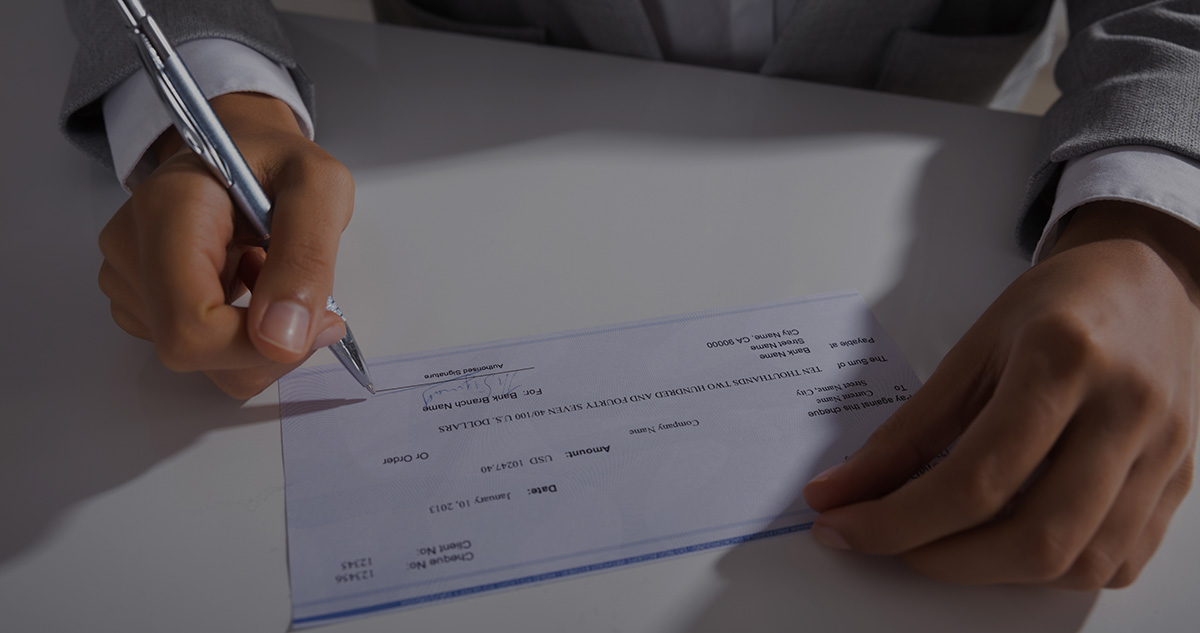 Cheque No: 123456
Client No: 12345
Date: January 10, 2013
Amount: USD 10247.40
Or Order
Pay against this cheque
To
Company Name
Current Name
Street Name, City
The Sum of TEN THOUTHANDS TWO HUNDRED AND FOURTY SEVEN 40/100 U.S. DOLLARS
Payable at
Bank Name
Street Name
City Name, CA 90000
For: Bank Branch Name
Authorised Signature